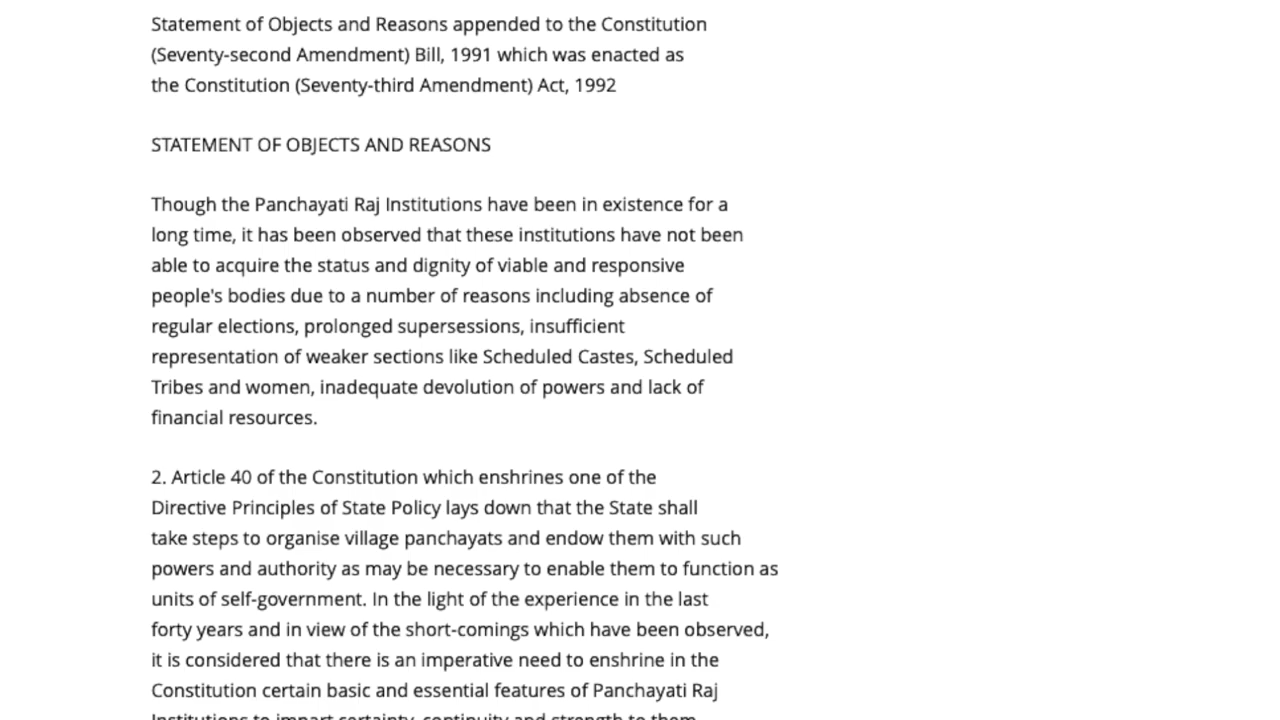 Statement of Objects and Reasons appended to the Constitution
(Seventy-second Amendment) Bill, 1991 which was enacted as
the Constitution (Seventy-third Amendment) Act, 1992
STATEMENT OF OBJECTS AND REASONS
Though the Panchayati Raj Institutions have been in existence for a
long time, it has been observed that these institutions have not been
able to acquire the status and dignity of viable and responsive
people's bodies due to a number of reasons including absence of
regular elections, prolonged supersessions, insufficient
representation of weaker sections like Scheduled Castes, Scheduled
Tribes and women, inadequate devolution of powers and lack of
financial resources.
2. Article 40 of the Constitution which enshrines one of the
Directive Principles of State Policy lays down that the State shall
take steps to organise village panchayats and endow them with such
powers and authority as may be necessary to enable them to function as
units of self-government. In the light of the experience in the last
forty years and in view of the short-comings which have been observed,
it is considered that there is an imperative need to enshrine in the
Constitution certain basic and essential features of Panchayati Raj
Institutions to impart certainty, continuity and strength to them.